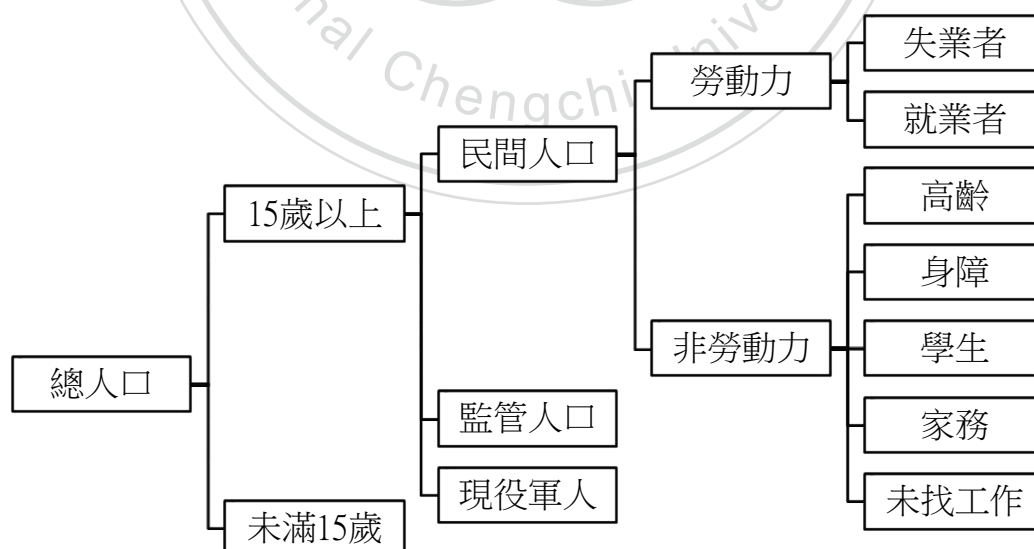 總人口
15歲以上
未滿15歲
民間人口
監管人口
現役軍人
勞動力
非勞動力
失業者
就業者
高齡
身障
學生
家務
未找工作
Chengchi